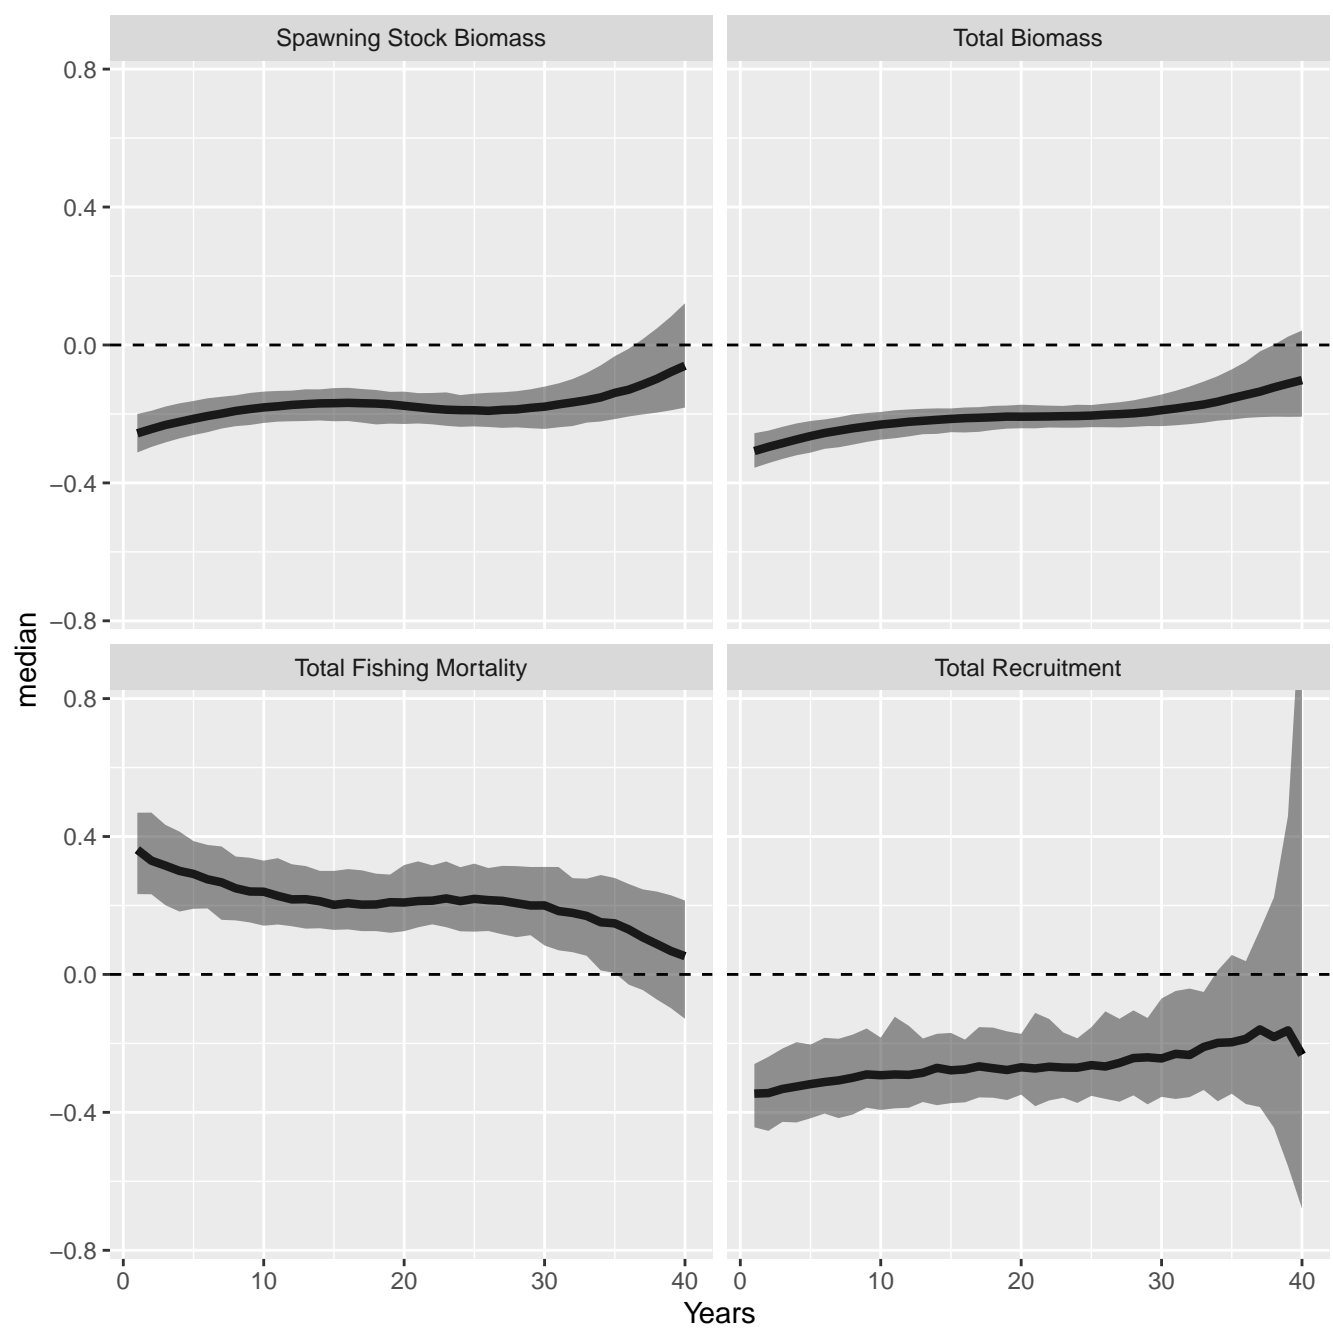 Spawning Stock Biomass
Total Biomass
0.8
0.4
0.0
−0.4
−0.8
Total Fishing Mortality
Total Recruitment
0.8
0.4
0.0
−0.4
−0.8
median
0 10 20 30 40
0 10 20 30 40
Years